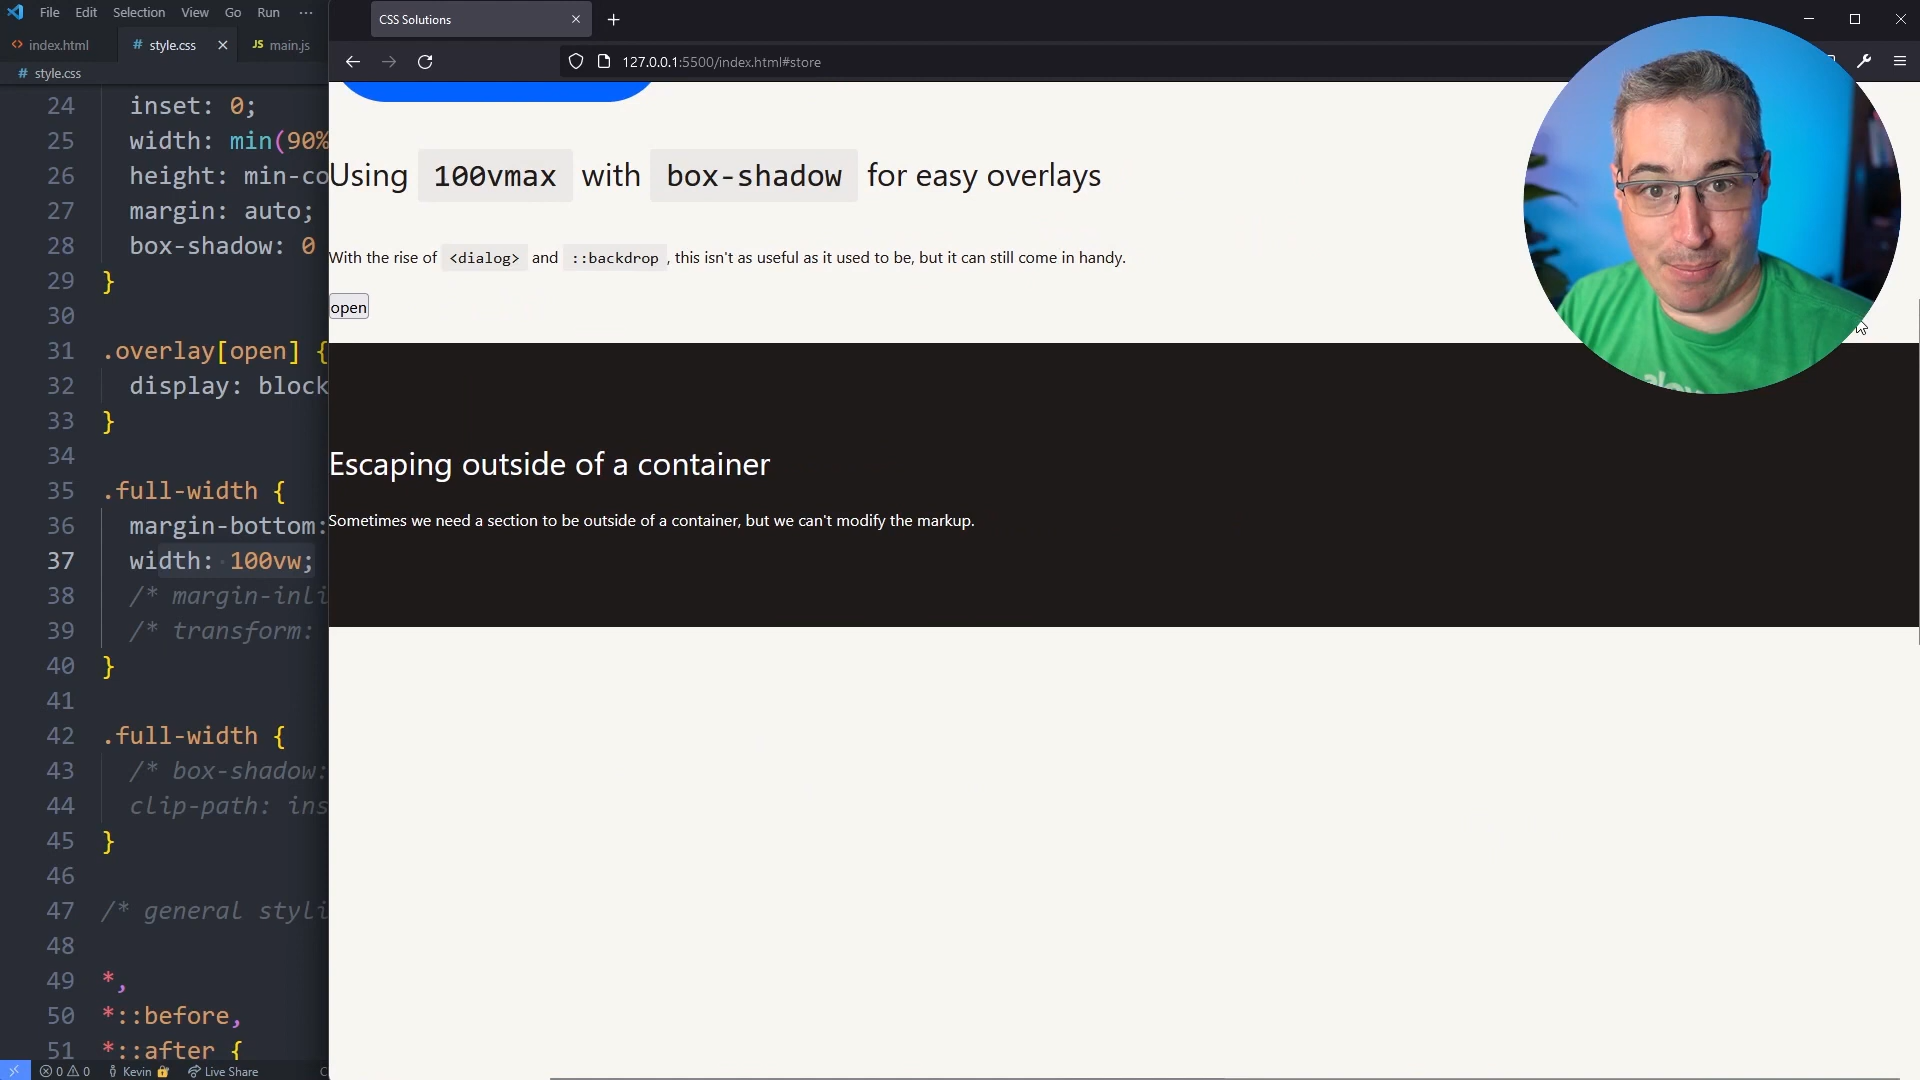 File Edit Selection View Go Run ···
index.html
# style.css
JS main.js
# style.css
24 inset: 0;
25 width: min(90%
26 height: min-co
27 margin: auto;
28 box-shadow: 0
29 }
30
31 .overlay[open] {
32 display: block
33 }
34
35 .full-width {
36 margin-bottom:
37 width: 100vw;
38 /* margin-inli
39 /* transform:
40 }
41
42 .full-width {
43 /* box-shadow:
44 clip-path: ins
45 }
46
47 /* general styli
48
49 *,
50 *::before,
51 *::after {
0 0 Kevin Live Share
CSS Solutions
127.0.0.1:5500/index.html#store
Using 100vmax with box-shadow for easy overlays
With the rise of <dialog> and ::backdrop, this isn't as useful as it used to be, but it can still come in handy.
open
Escaping outside of a container
Sometimes we need a section to be outside of a container, but we can't modify the markup.